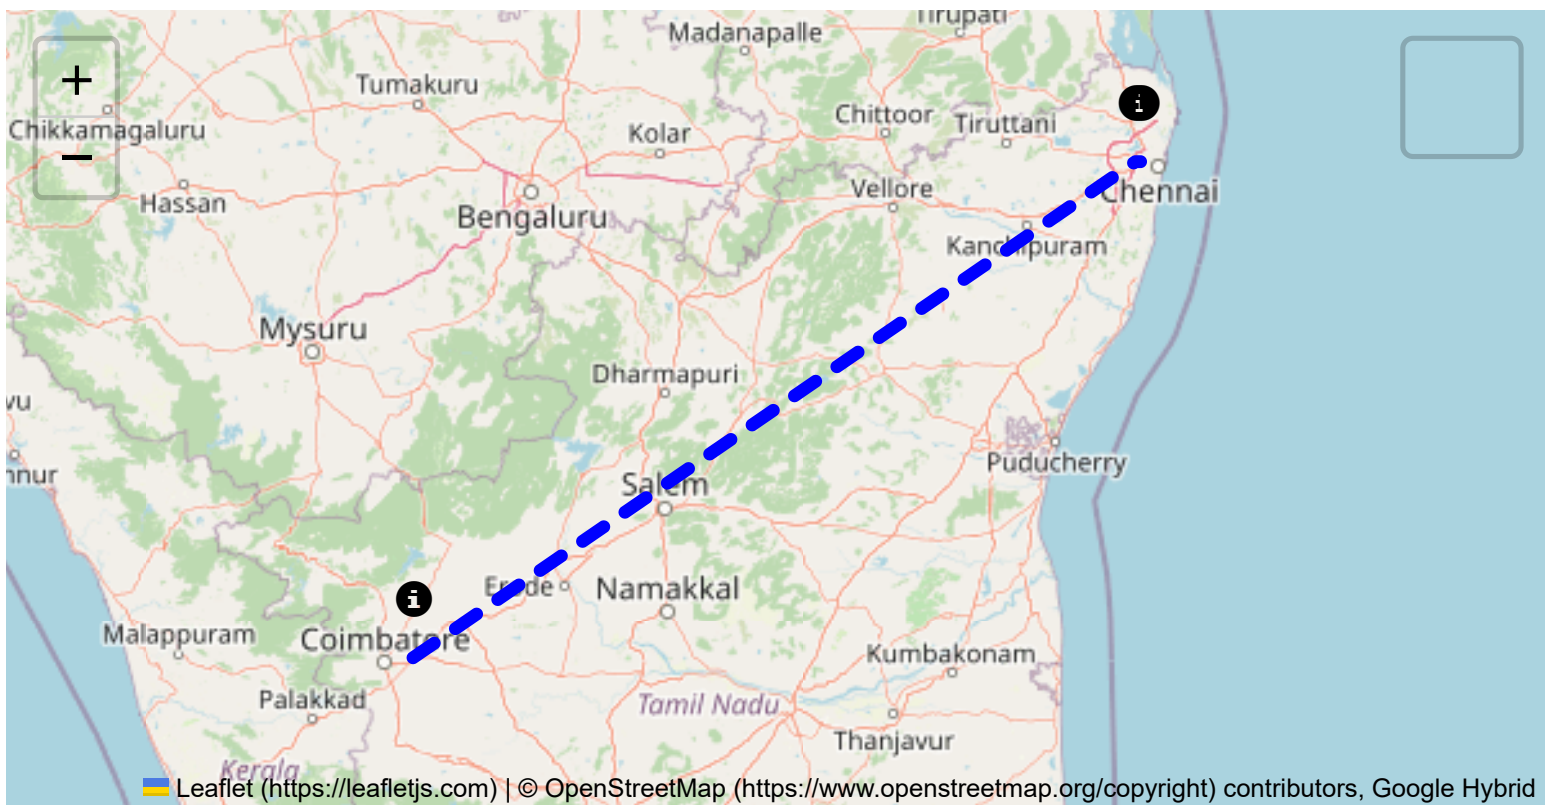 Tirupati
Madanapalle
+
Tumakuru
Chittoor
i
Chikkamagaluru
Kolar
Tiruttani
−
Hassan
Vellore
Chennai
Bengaluru
Kanchipuram
Mysuru
Dharmapuri
vu
Puducherry
nnur
Salem
i
Erode
Namakkal
Malappuram
Coimbatore
Kumbakonam
Palakkad
Tamil Nadu
Thanjavur
Kerala
Leaflet (https://leafletjs.com) | © OpenStreetMap (https://www.openstreetmap.org/copyright) contributors, Google Hybrid